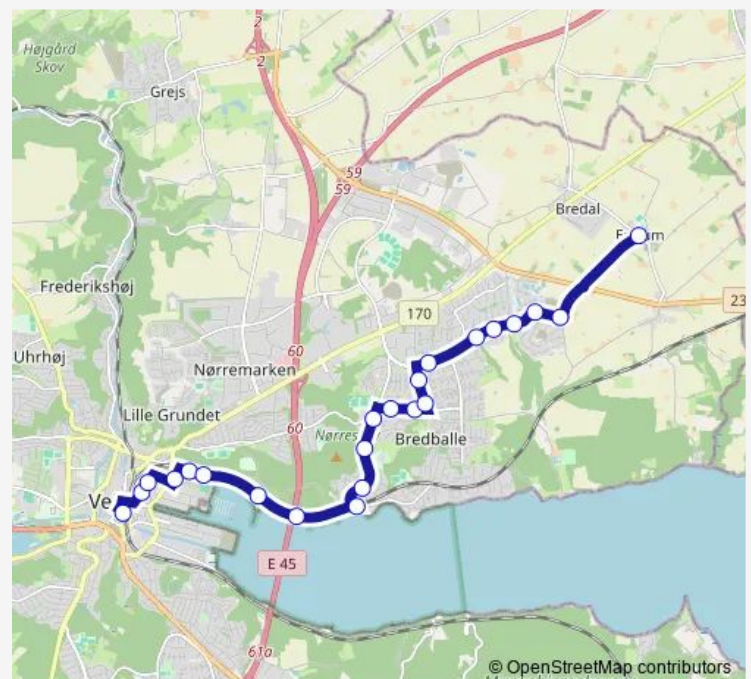 2
2
Højgård
Skov
Grejs
59
59
Bredal
Frederikshøj
170
23
Uhrhøj
60
Nørremarken
Lille Grundet
60
Nørres
Bredballe
Ve
E 45
61a
© OpenStreetMap contributors